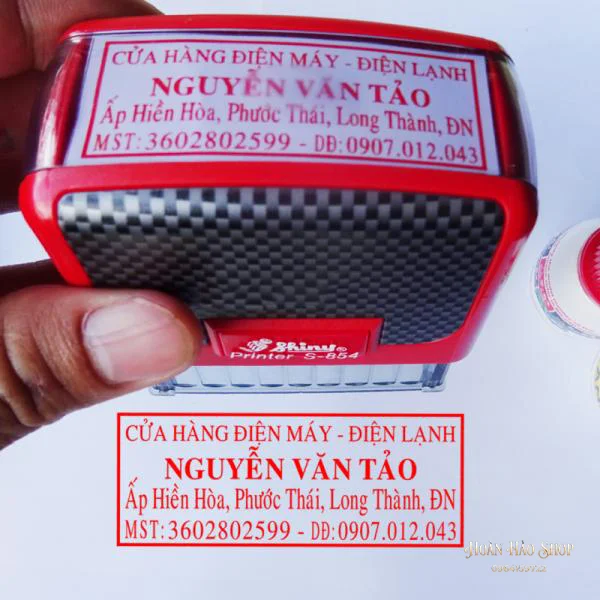 CỬA HÀNG ĐIỆN MÁY - ĐIỆN LẠNH
NGUYỄN VĂN TẢO
Ấp Hiền Hòa, Phước Thái, Long Thành, ĐN
MST: 3602802599 - DĐ: 0907.012.043
Shiny®
Printer S-854
CỬA HÀNG ĐIỆN MÁY - ĐIỆN LẠNH
NGUYỄN VĂN TẢO
Ấp Hiền Hòa, Phước Thái, Long Thành, ĐN
MST: 3602802599 - DĐ: 0907.012.043
HOÀN HẢO SHOP